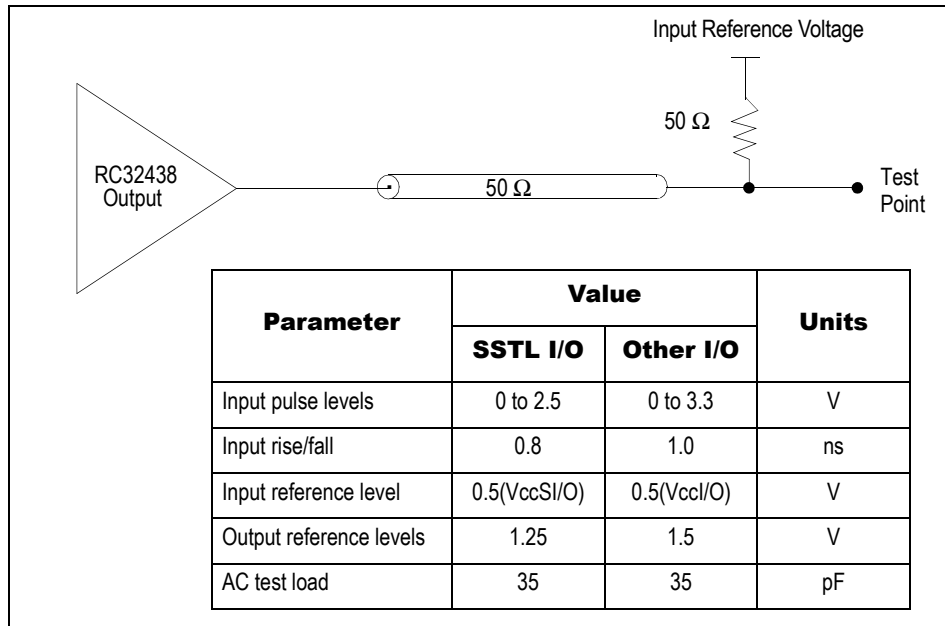 Input Reference Voltage
50 Ω
RC32438
Output
50 Ω
Test
Point
Parameter Value Units
SSTL I/O Other I/O
Input pulse levels 0 to 2.5 0 to 3.3 V
Input rise/fall 0.8 1.0 ns
Input reference level 0.5(VccSI/O) 0.5(VccI/O) V
Output reference levels 1.25 1.5 V
AC test load 35 35 pF